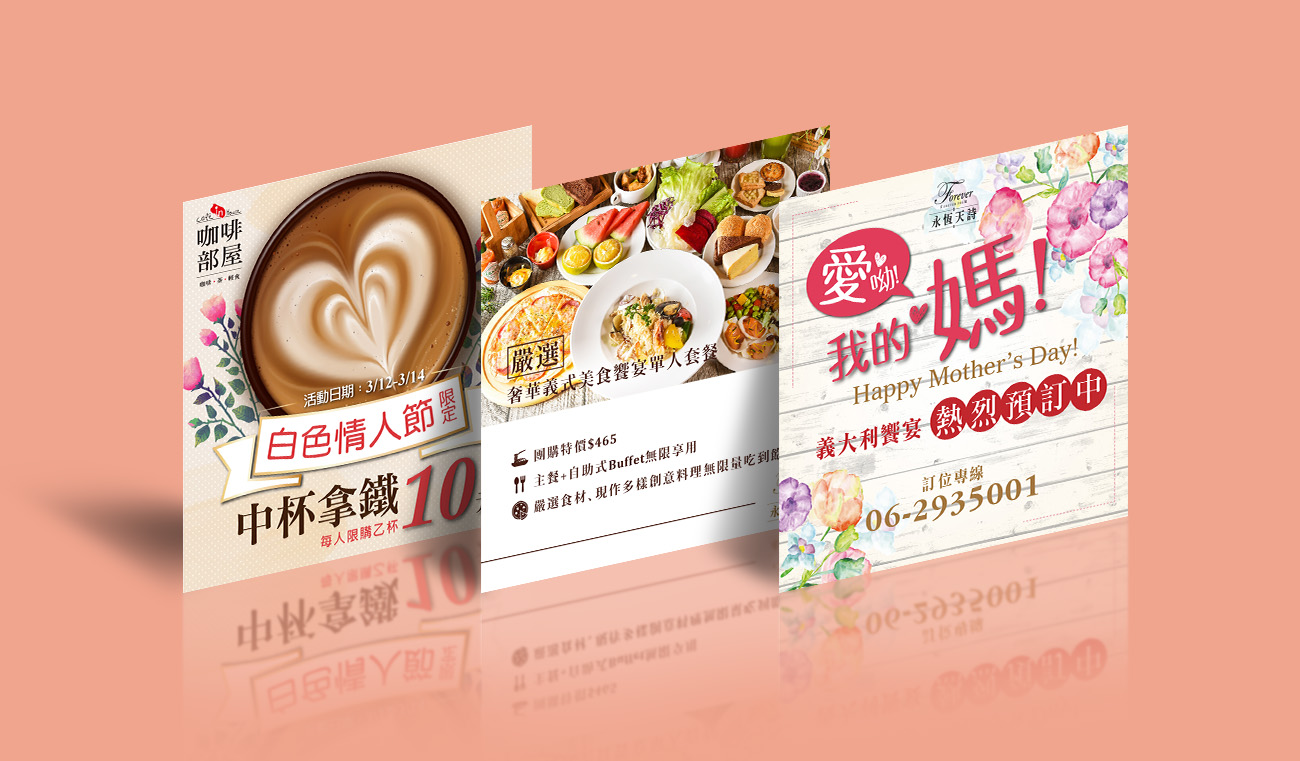 Cafe in Town
咖啡
部屋
咖啡・茶・輕食
活動日期：3/12-3/14
白色情人節 限定
中杯拿鐵10
每人限購乙杯
嚴選
奢華義式美食饗宴單人套餐
團購特價$465
主餐+自助式Buffet無限享用
嚴選食材、現作多樣創意料理無限量吃到飽
永
Forever
永恆天詩
愛呦!
我的媽!
Happy Mother's Day!
義大利饗宴 熱烈預訂中
訂位專線
06-2935001